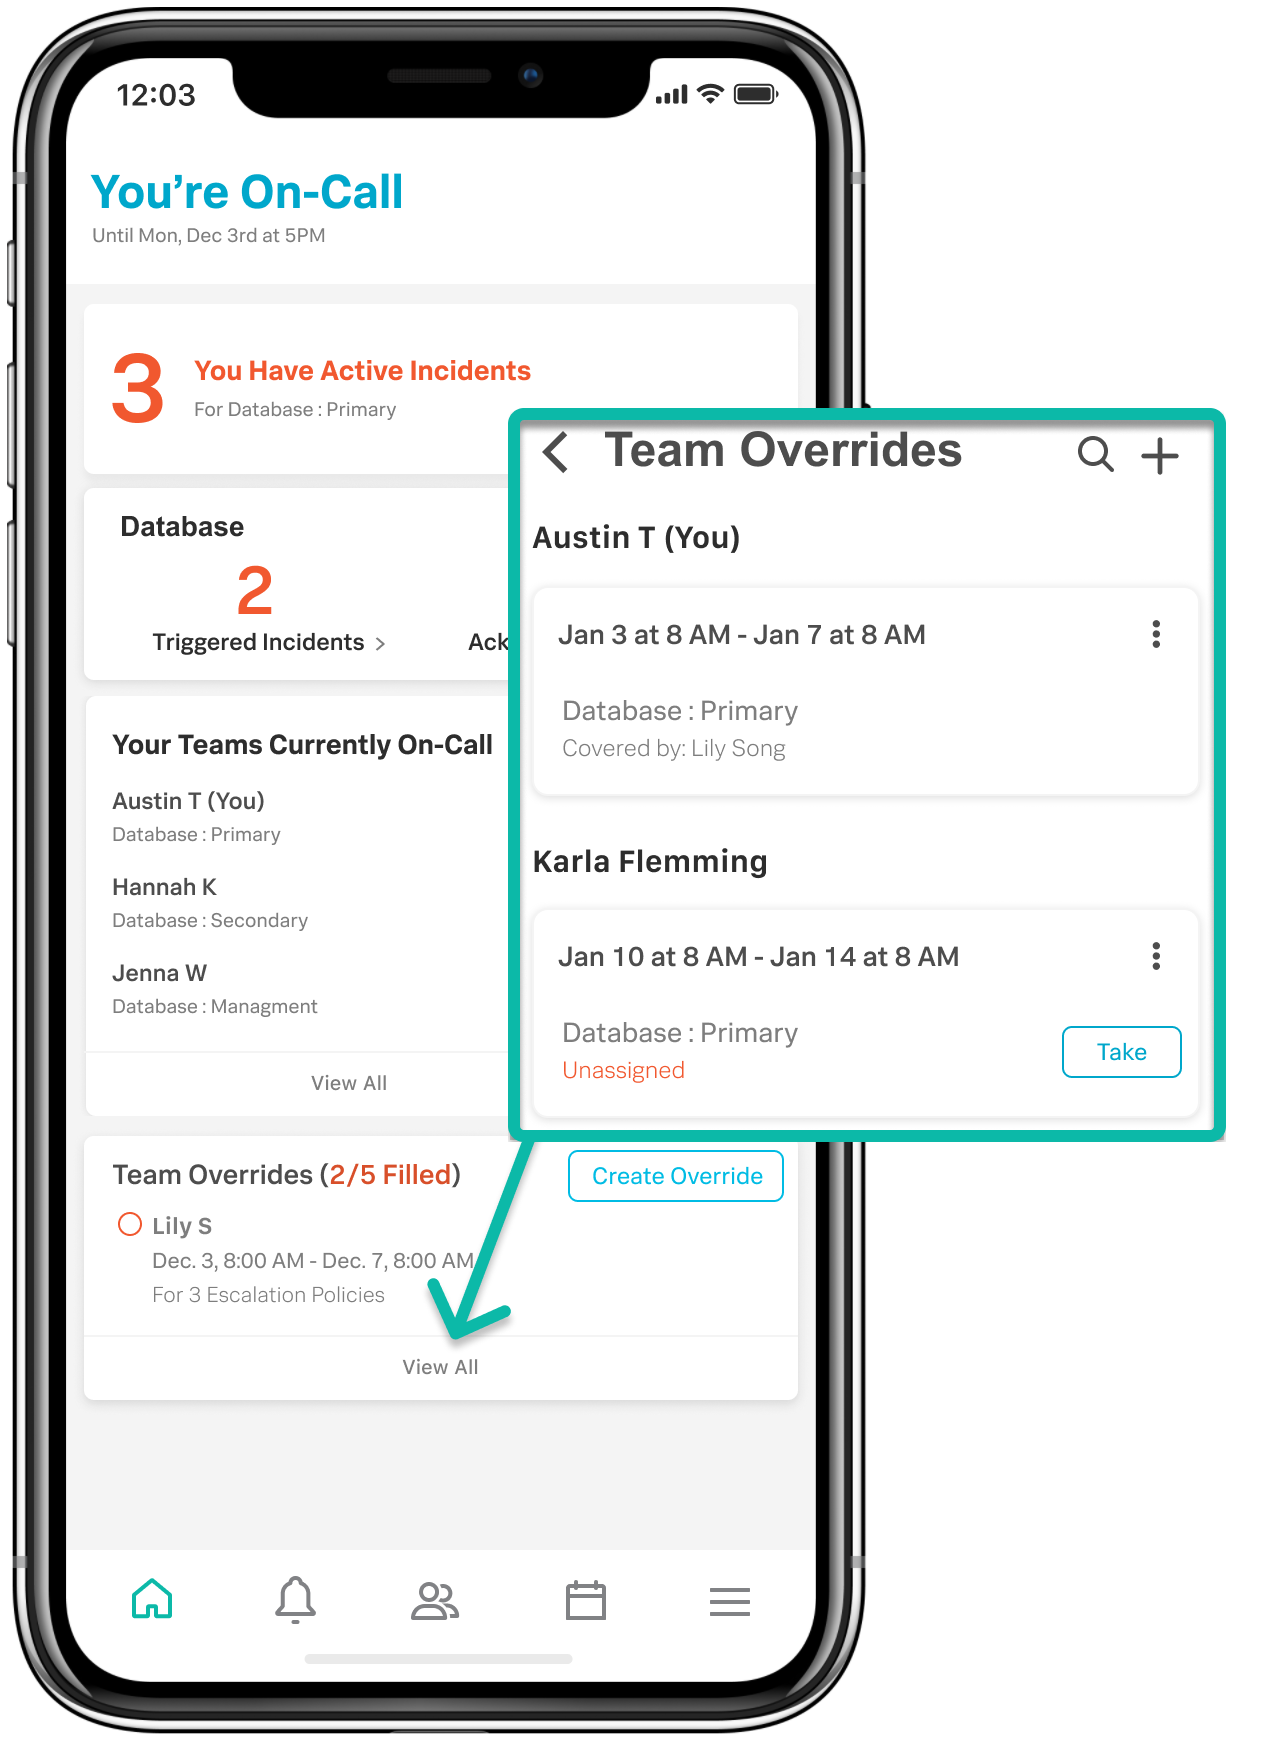 12:03
You're On-Call
Until Mon, Dec 3rd at 5PM
3
You Have Active Incidents
For Database : Primary
Database
2
Triggered Incidents >
Ack
Your Teams Currently On-Call
Austin T (You)
Database : Primary
Hannah K
Database : Secondary
Jenna W
Database : Managment
View All
Team Overrides (2/5 Filled)
Create Override
Lily S
Dec. 3, 8:00 AM - Dec. 7, 8:00 AM
For 3 Escalation Policies
View All
Team Overrides
Austin T (You)
Jan 3 at 8 AM - Jan 7 at 8 AM
Database : Primary
Covered by: Lily Song
Karla Flemming
Jan 10 at 8 AM - Jan 14 at 8 AM
Database : Primary
Unassigned
Take